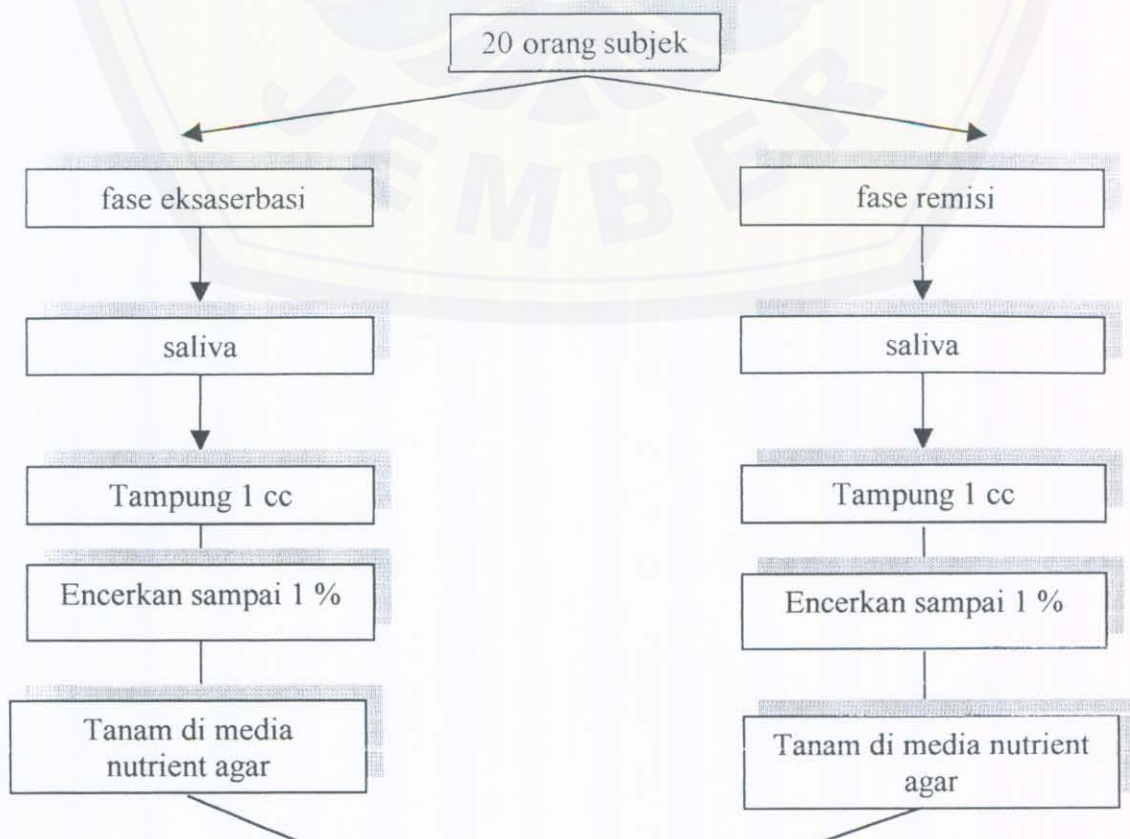 20 orang subjek
fase eksaserbasi
fase remisi
saliva
saliva
Tampung 1 cc
Tampung 1 cc
Encerkan sampai 1 %
Encerkan sampai 1 %
Tanam di media
nutrient agar
Tanam di media nutrient
agar
JEMBER